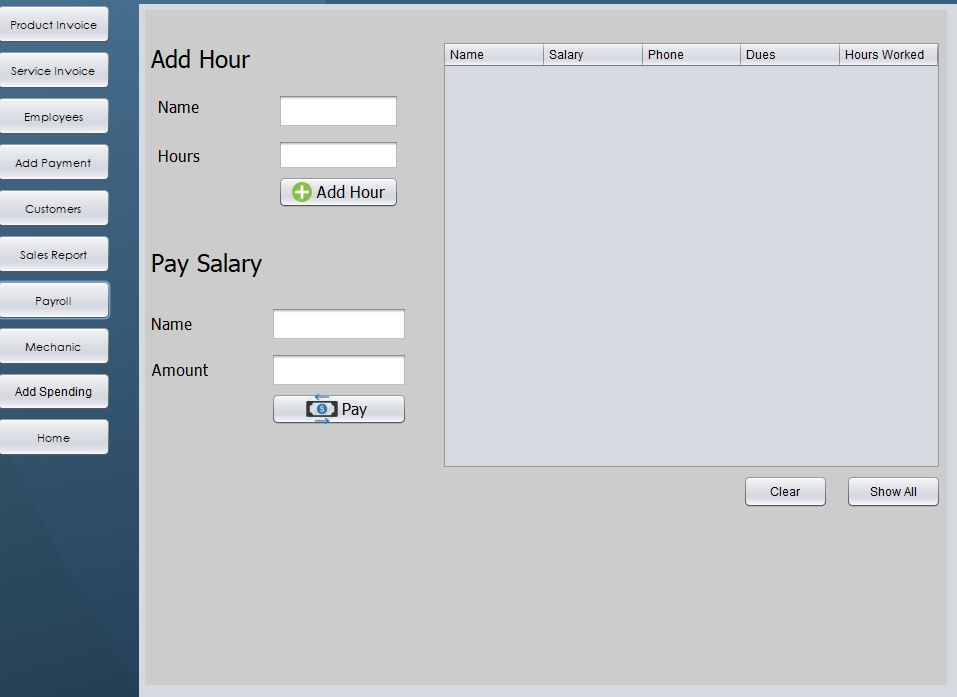 Product Invoice
Service Invoice
Employees
Add Payment
Customers
Sales Report
Payroll
Mechanic
Add Spending
Home
Add Hour
Name
Hours
Add Hour
Pay Salary
Name
Amount
$ Pay
Name Salary Phone Dues Hours Worked
Clear Show All